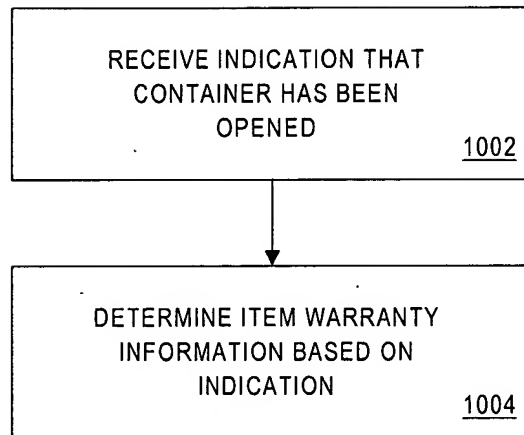 RECEIVE INDICATION THAT
CONTAINER HAS BEEN
OPENED
1002
DETERMINE ITEM WARRANTY
INFORMATION BASED ON
INDICATION
1004